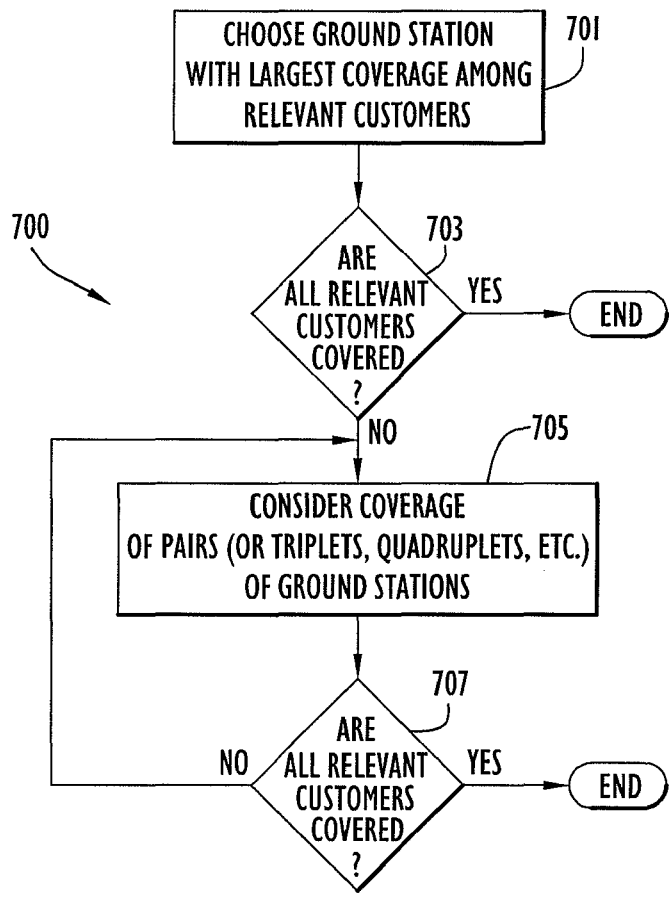 CHOOSE GROUND STATION
WITH LARGEST COVERAGE AMONG
RELEVANT CUSTOMERS
701
700
703
ARE
ALL RELEVANT
CUSTOMERS
COVERED
?
YES
END
NO
705
CONSIDER COVERAGE
OF PAIRS (OR TRIPLETS, QUADRUPLETS, ETC.)
OF GROUND STATIONS
707
ARE
ALL RELEVANT
CUSTOMERS
COVERED
?
NO
YES
END